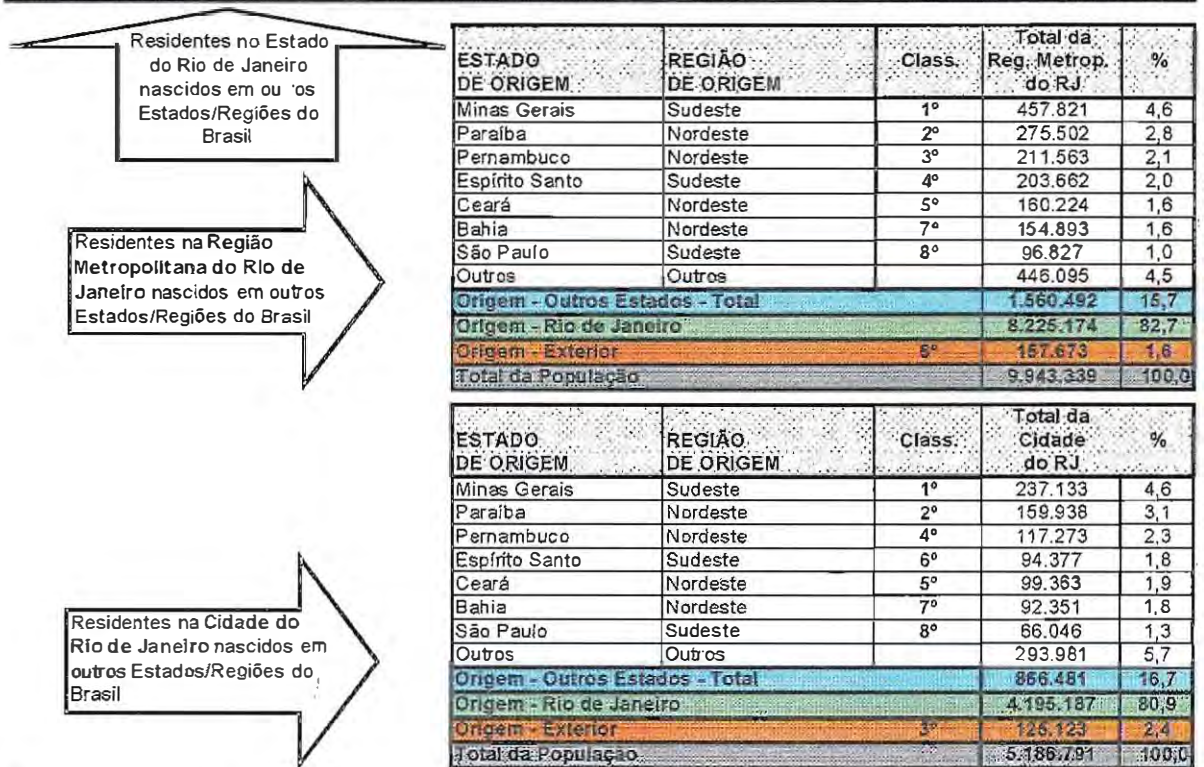 Residentes no Estado
do Rio de Janeiro
nascidos em ou os
Estados/Regiões do
Brasil
Residentes na Região
Metropolitana do Rio de
Janeiro nascidos em outros
Estados/Regiões do Brasil
ESTADO DE ORIGEM REGIÃO DE ORIGEM Class. Total da Reg. Metrop. do RJ %
Minas Gerais Sudeste 1º 457.821 4,6
Paraíba Nordeste 2º 275.502 2,8
Pernambuco Nordeste 3º 211.563 2,1
Espírito Santo Sudeste 4º 203.662 2,0
Ceará Nordeste 5º 160.224 1,6
Bahia Nordeste 7º 154.893 1,6
São Paulo Sudeste 8º 96.827 1,0
Outros Outros 446.095 4,5
Origem - Outros Estados - Total 1.560.492 15,7
Origem - Rio de Janeiro 8.225.174 82,7
Origem - Exterior 6º 157.673 1,6
Total da População 9.943.339 100,0
Residentes na Cidade do
Rio de Janeiro nascidos em
outros Estados/Regiões do
Brasil
ESTADO DE ORIGEM REGIÃO DE ORIGEM Class. Total da Cidade do RJ %
Minas Gerais Sudeste 1º 237.133 4,6
Paraíba Nordeste 2º 159.938 3,1
Pernambuco Nordeste 4º 117.273 2,3
Espírito Santo Sudeste 6º 94.377 1,8
Ceará Nordeste 5º 99.363 1,9
Bahia Nordeste 7º 92.351 1,8
São Paulo Sudeste 8º 66.046 1,3
Outros Outros 293.981 5,7
Origem - Outros Estados - Total 866.481 16,7
Origem - Rio de Janeiro 4.195.187 80,9
Origem - Exterior 3º 125.123 2,4
Total da População 5.186.791 100,0